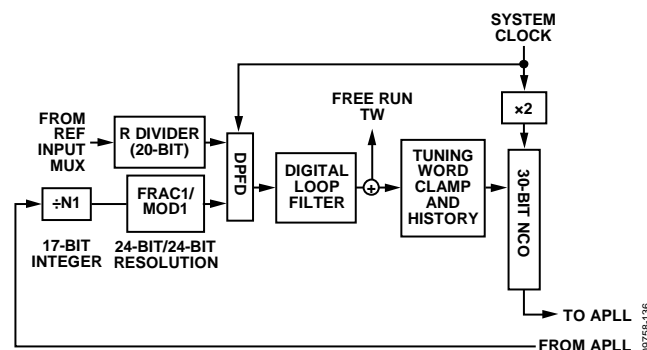 SYSTEM
CLOCK
FREE RUN
TW
×2
FROM
REF
INPUT
MUX
R DIVIDER
(20-BIT)
DPFD
DIGITAL
LOOP
FILTER
+
TUNING
WORD
CLAMP
AND
HISTORY
30-BIT NCO
÷N1
FRAC1/
MOD1
17-BIT
INTEGER
24-BIT/24-BIT
RESOLUTION
TO APLL
FROM APLL
09758-136